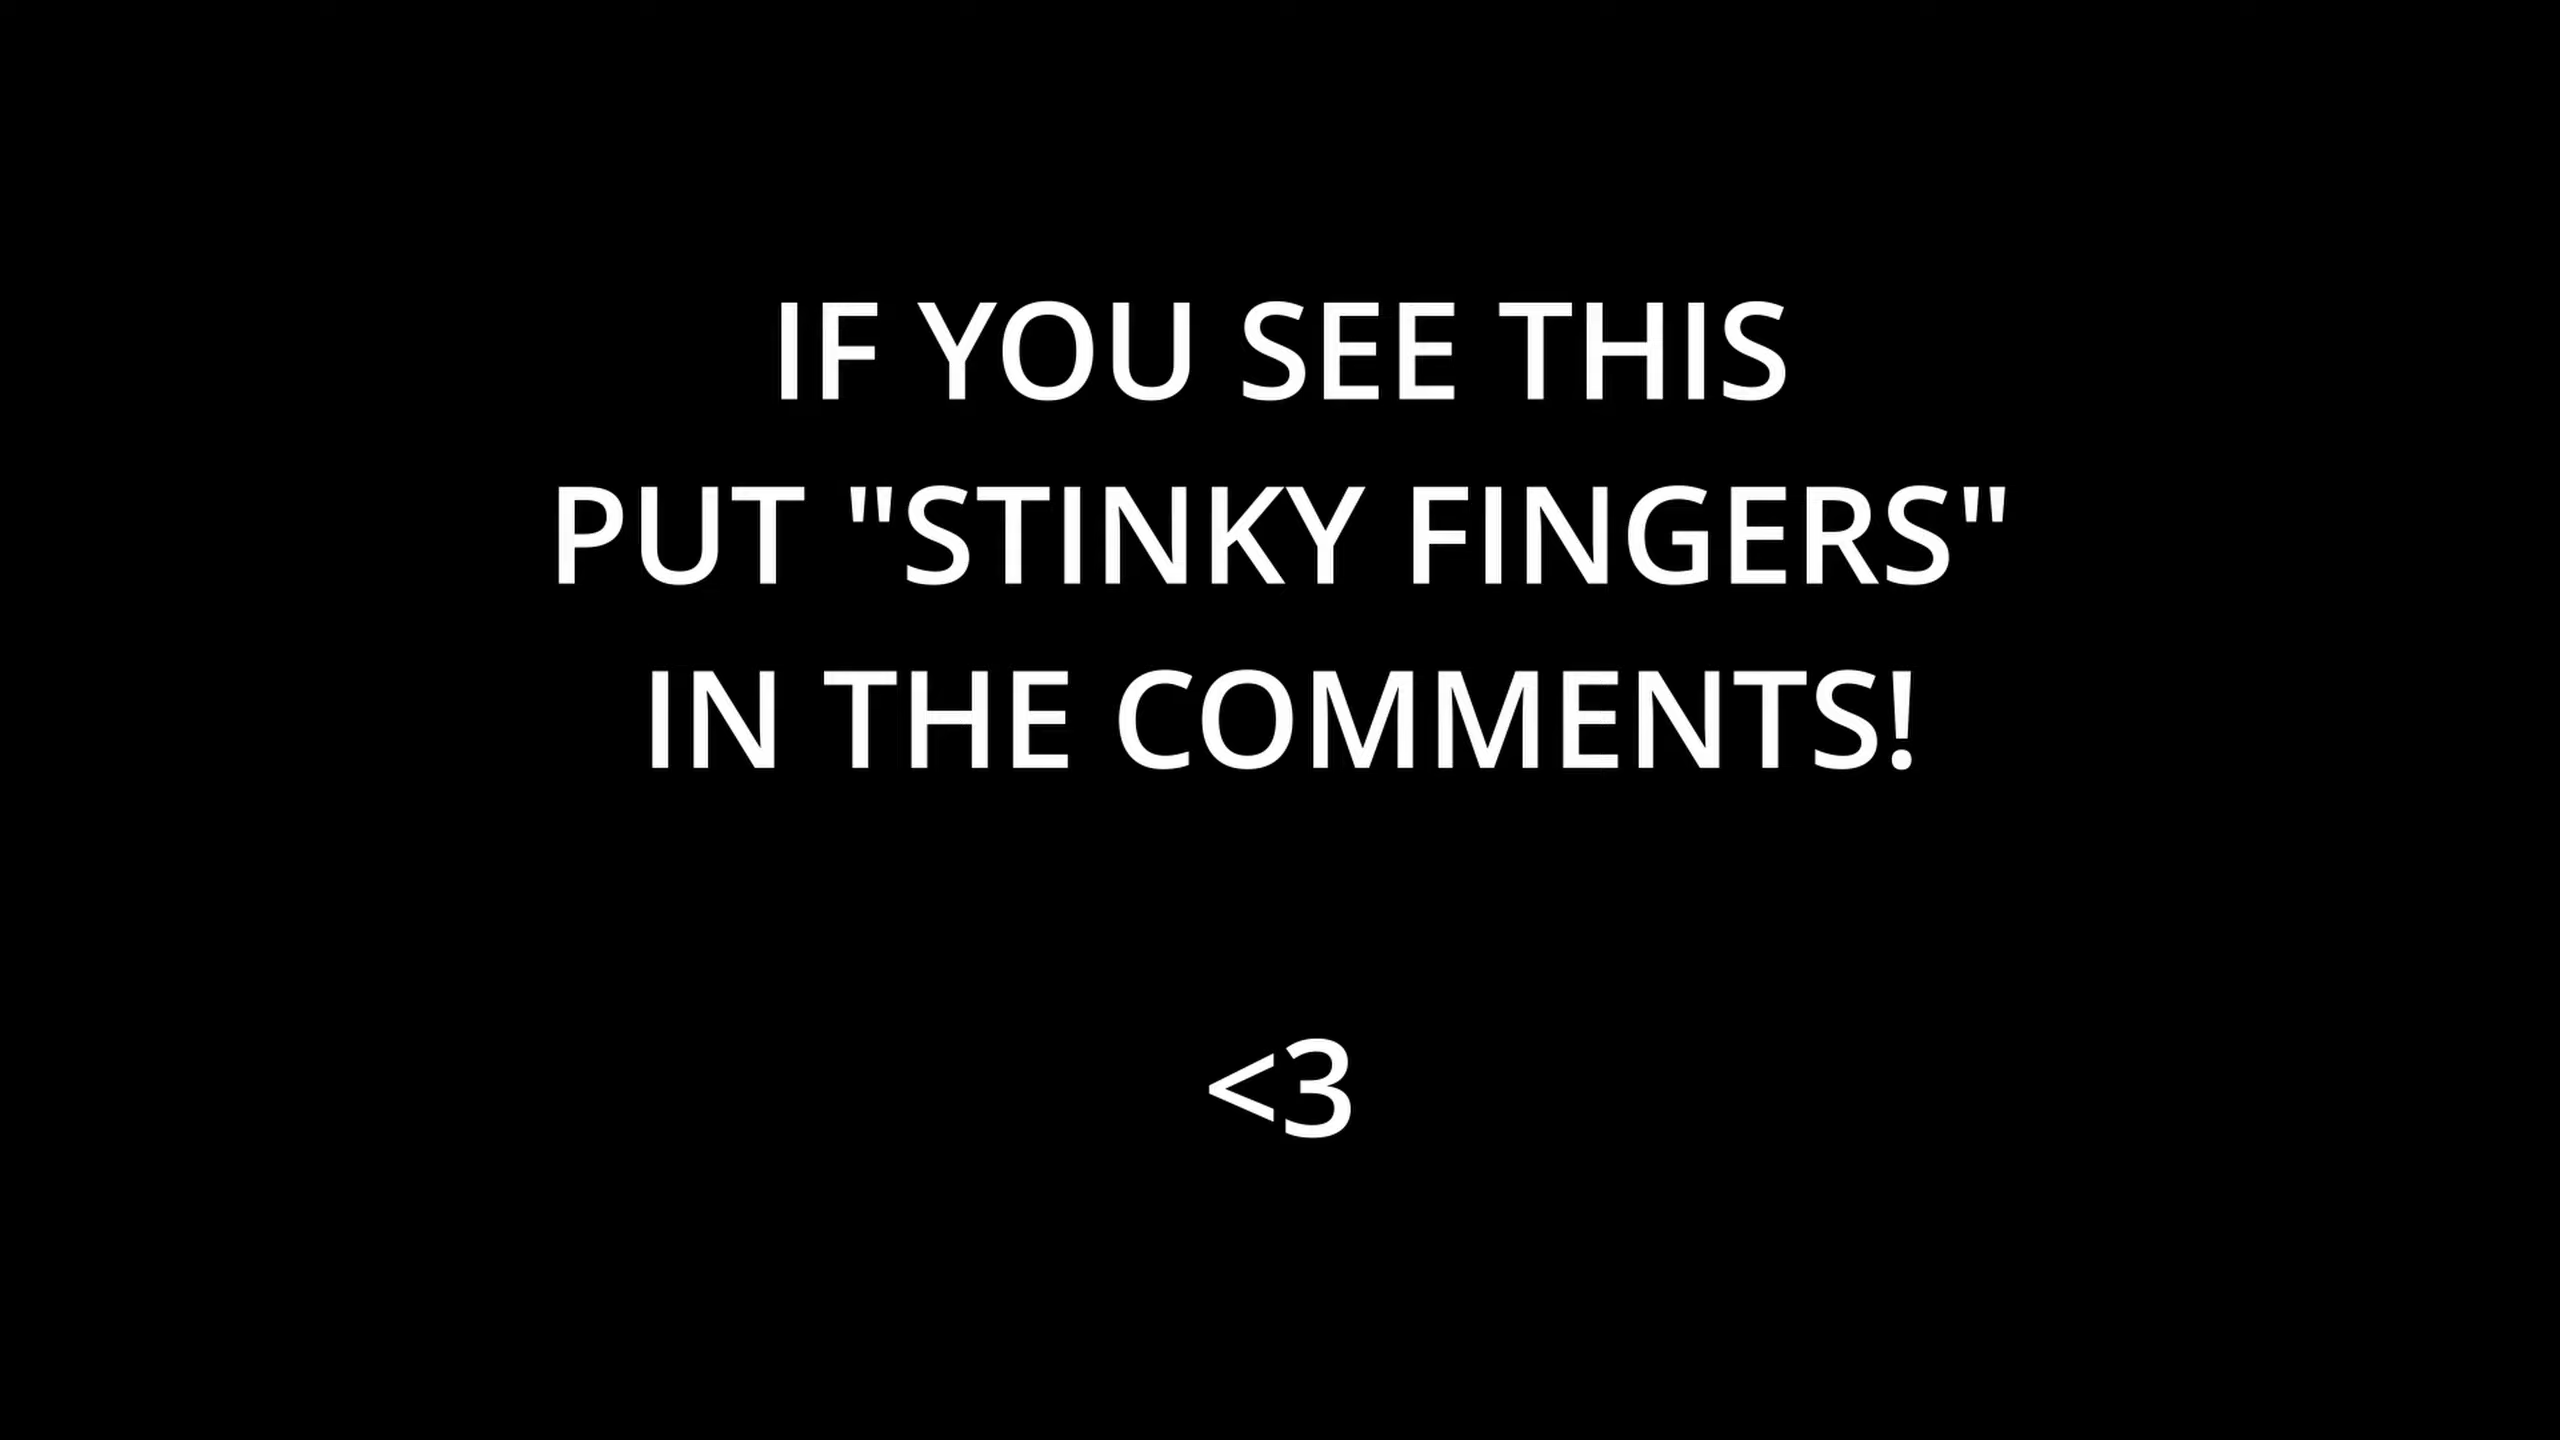 IF YOU SEE THIS
PUT "STINKY FINGERS"
IN THE COMMENTS!
<3